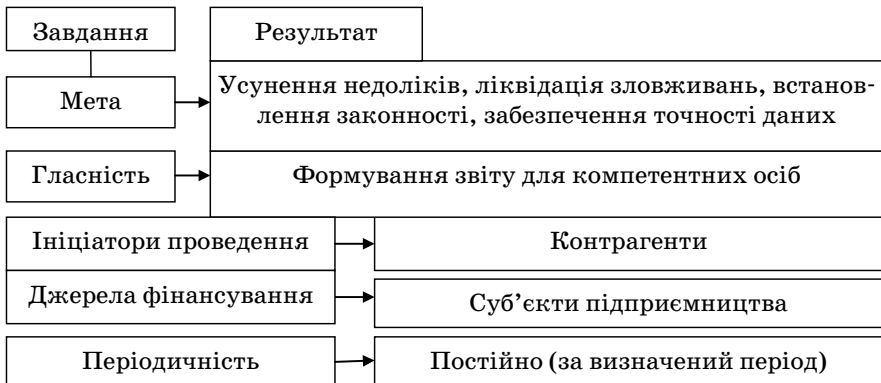 Завдання
Результат
Мета
Усунення недоліків, ліквідація зловживань, встанов-
лення законності, забезпечення точності даних
Гласність
Формування звіту для компетентних осіб
Ініціатори проведення
Контрагенти
Джерела фінансування
Суб’єкти підприємництва
Періодичність
Постійно (за визначений період)